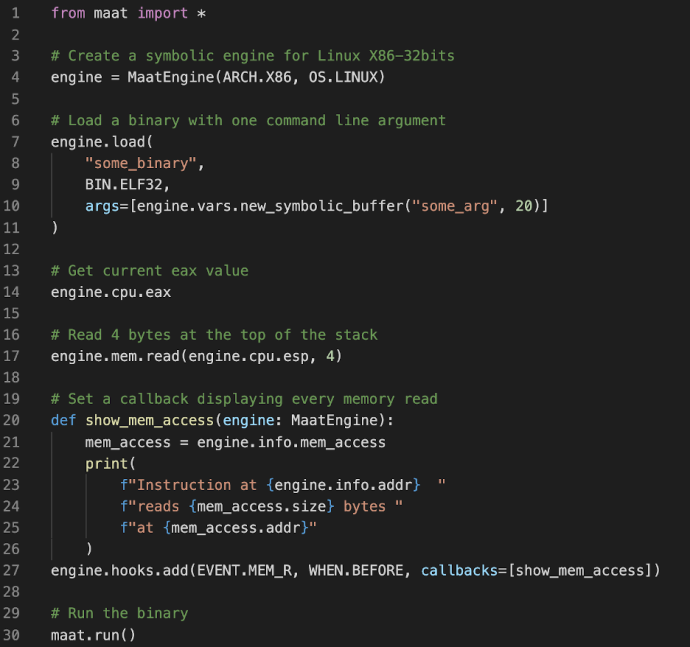 1 from maat import *
2
3 # Create a symbolic engine for Linux X86-32bits
4 engine = MaatEngine(ARCH.X86, OS.LINUX)
5
6 # Load a binary with one command line argument
7 engine.load(
8     "some_binary",
9     BIN.ELF32,
10     args=[engine.vars.new_symbolic_buffer("some_arg", 20)]
11 )
12
13 # Get current eax value
14 engine.cpu.eax
15
16 # Read 4 bytes at the top of the stack
17 engine.mem.read(engine.cpu.esp, 4)
18
19 # Set a callback displaying every memory read
20 def show_mem_access(engine: MaatEngine):
21     mem_access = engine.info.mem_access
22     print(
23         f"Instruction at {engine.info.addr}  "
24         f"reads {mem_access.size} bytes "
25         f"at {mem_access.addr}"
26     )
27 engine.hooks.add(EVENT.MEM_R, WHEN.BEFORE, callbacks=[show_mem_access])
28
29 # Run the binary
30 maat.run()